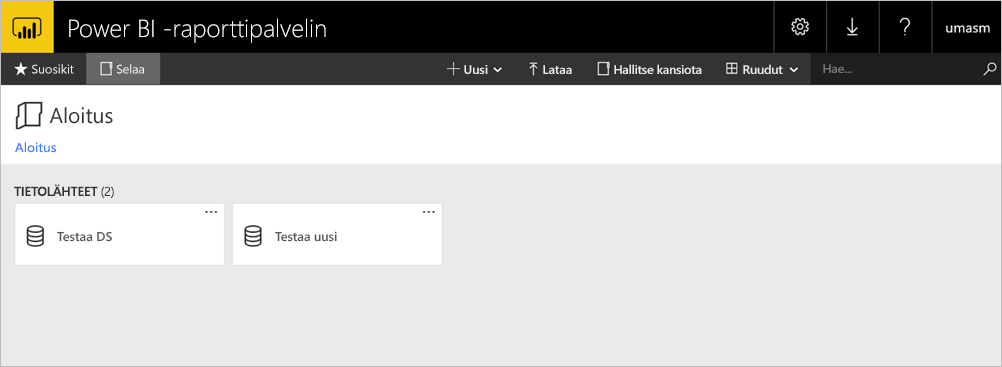 Power BI -raporttipalvelin
umasm
Suosikit Selaa Uusi Lataa Hallitse kansiota Ruudut Hae...
Aloitus
Aloitus
TIETOLÄHTEET (2)
Testaa DS ... Testaa uusi ...